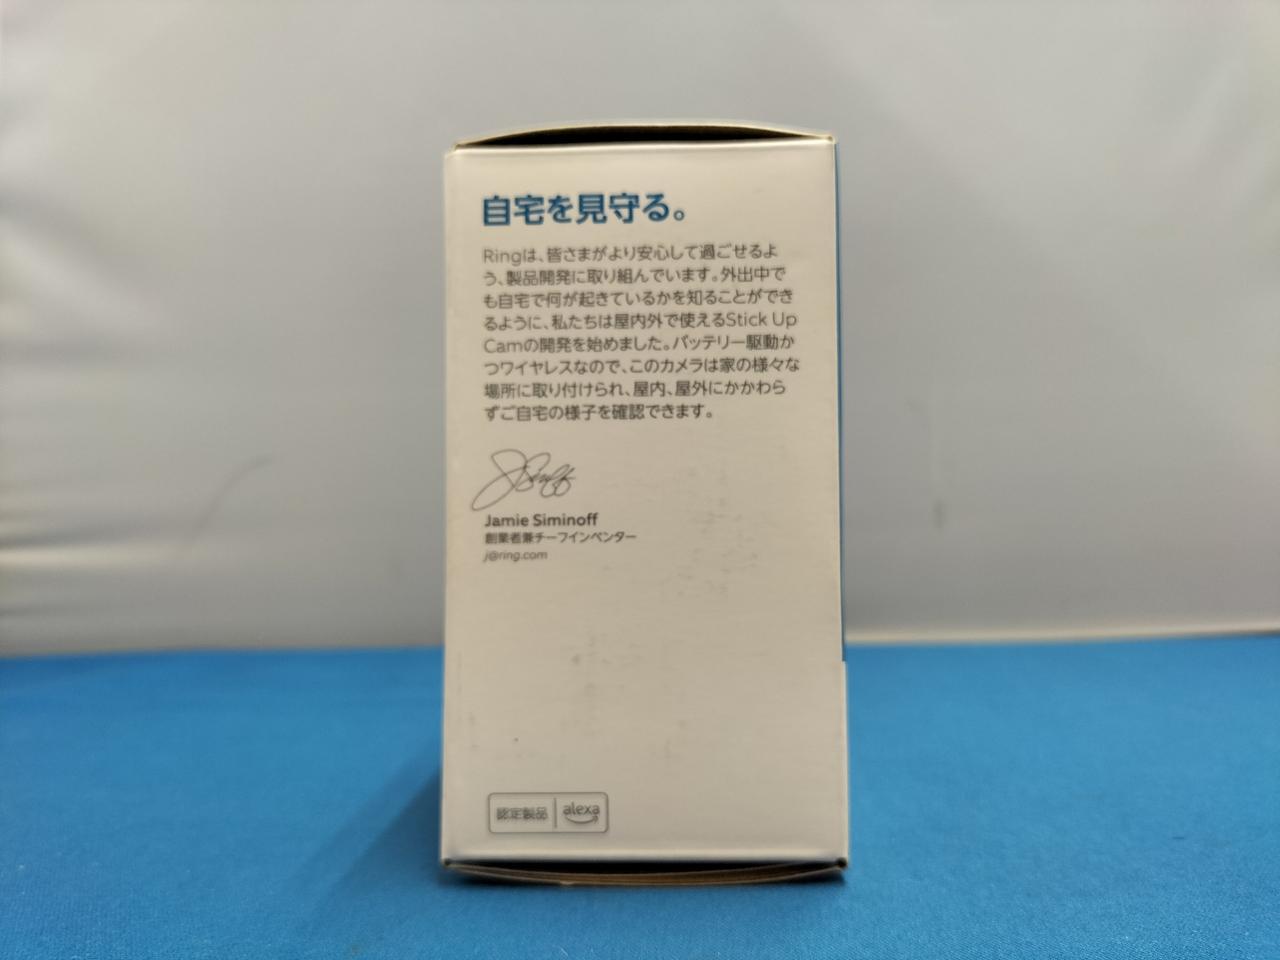 自宅を見守る。
Ringは、皆さまがより安心して過ごせるよ
う、製品開発に取り組んでいます。外出中で
も自宅で何が起きているかを知ることができ
るように、私たちは屋内外で使えるStick Up
Camの開発を始めました。バッテリー駆動か
つワイヤレスなので、このカメラは家の様々な
場所に取り付けられ、屋内、屋外にかかわら
ずご自宅の様子を確認できます。
J Siminoff
Jamie Siminoff
創業者兼チーフインベンター
j@ring.com
認定製品 alexa